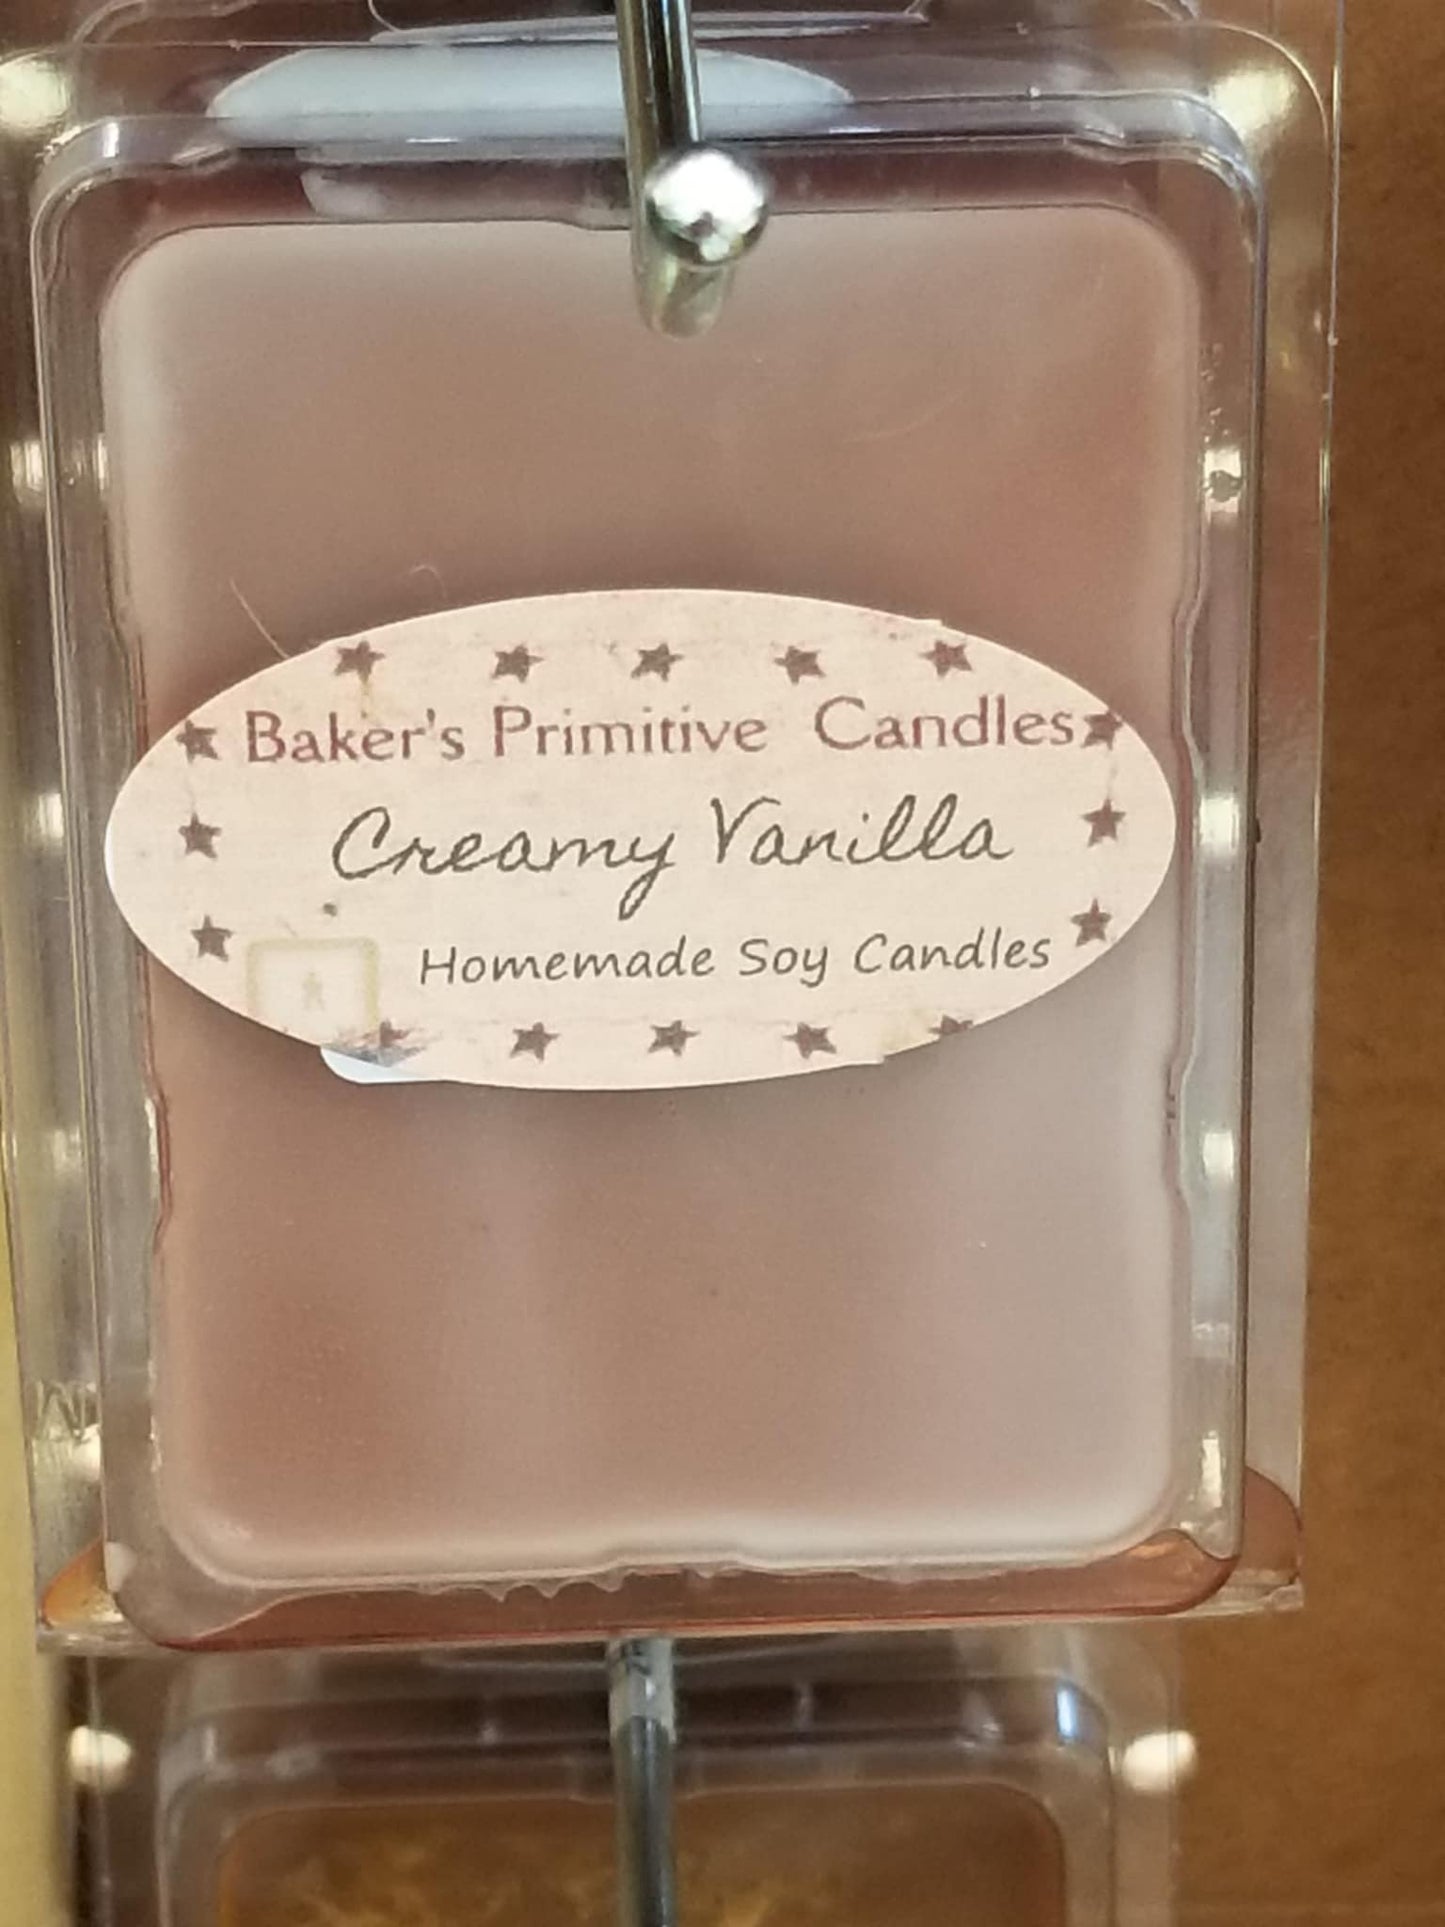 Baker's Primitive Candles
Creamy Vanilla
Homemade Soy Candles